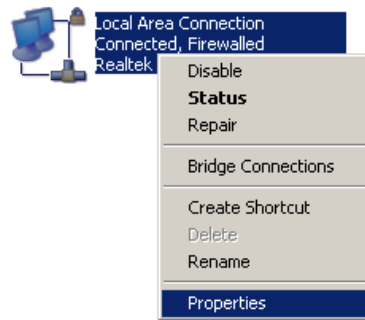 Local Area Connection
Connected, Firewalled
Realtek
Disable
Status
Repair
Bridge Connections
Create Shortcut
Delete
Rename
Properties